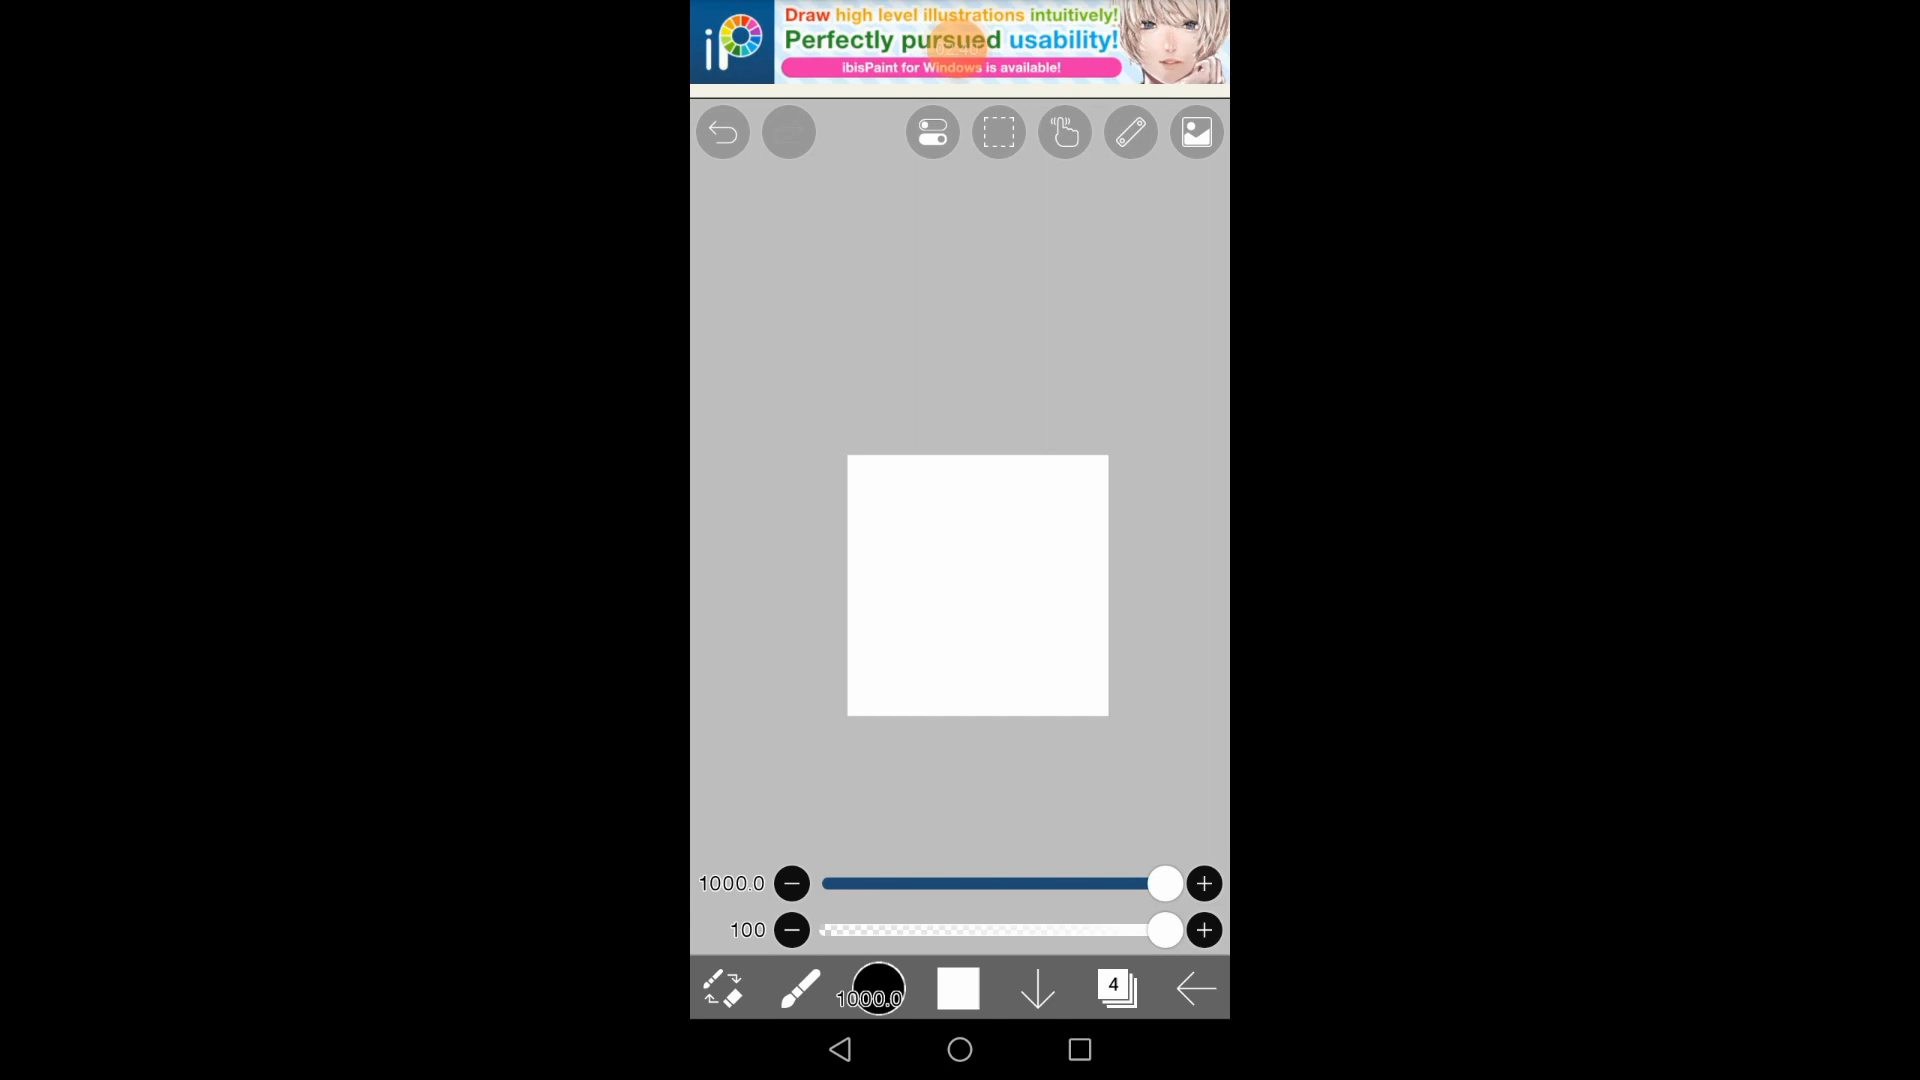 iP
Draw high level illustrations intuitively!
Perfectly pursued usability!
ibisPaint for Windows is available!
1000.0
100
1000.0
4